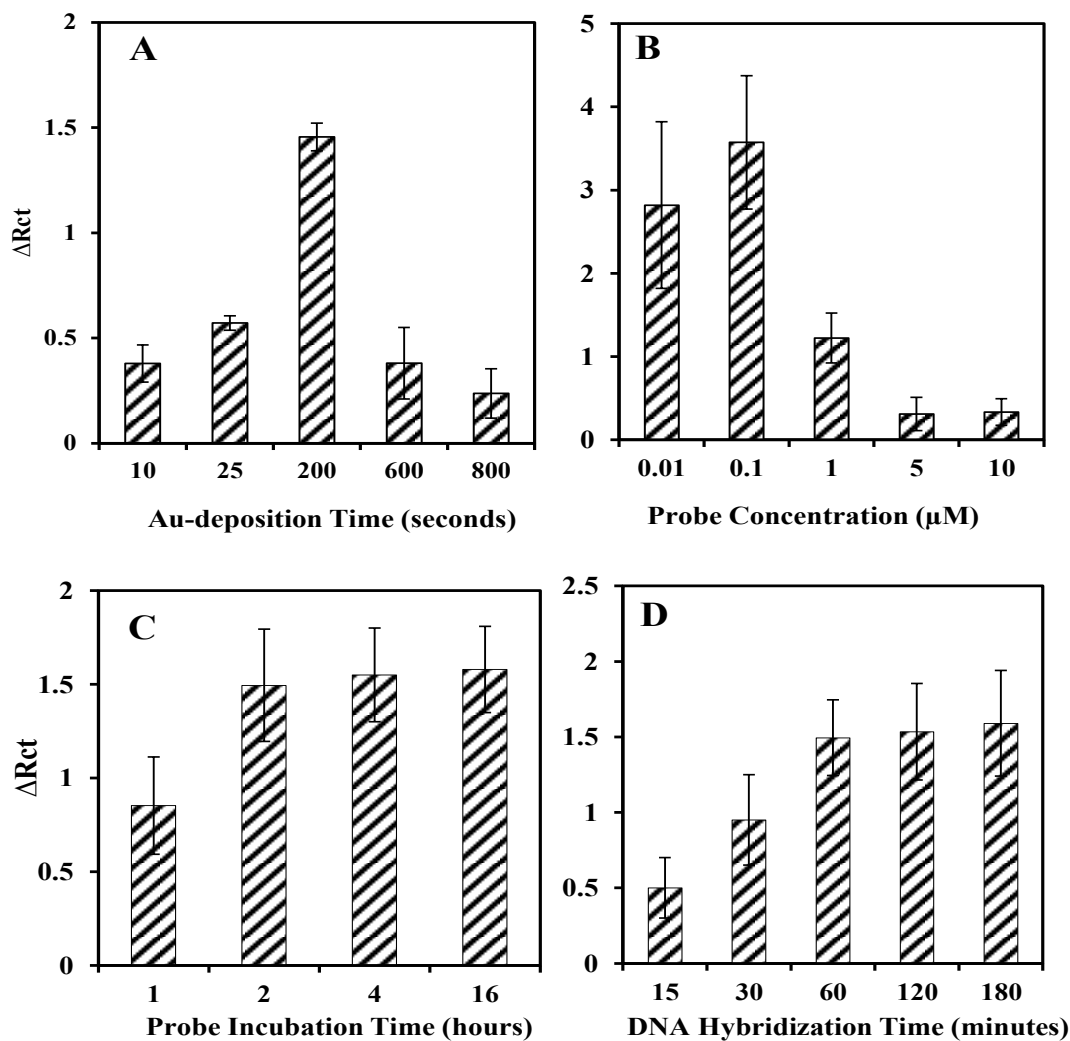 A
2
1.5
1
0.5
0
ΔRct
10 25 200 600 800
Au-deposition Time (seconds)
B
5
4
3
2
1
0
0.01 0.1 1 5 10
Probe Concentration (µM)
C
2
1.5
1
0.5
0
ΔRct
1 2 4 16
Probe Incubation Time (hours)
D
2.5
2
1.5
1
0.5
0
15 30 60 120 180
DNA Hybridization Time (minutes)